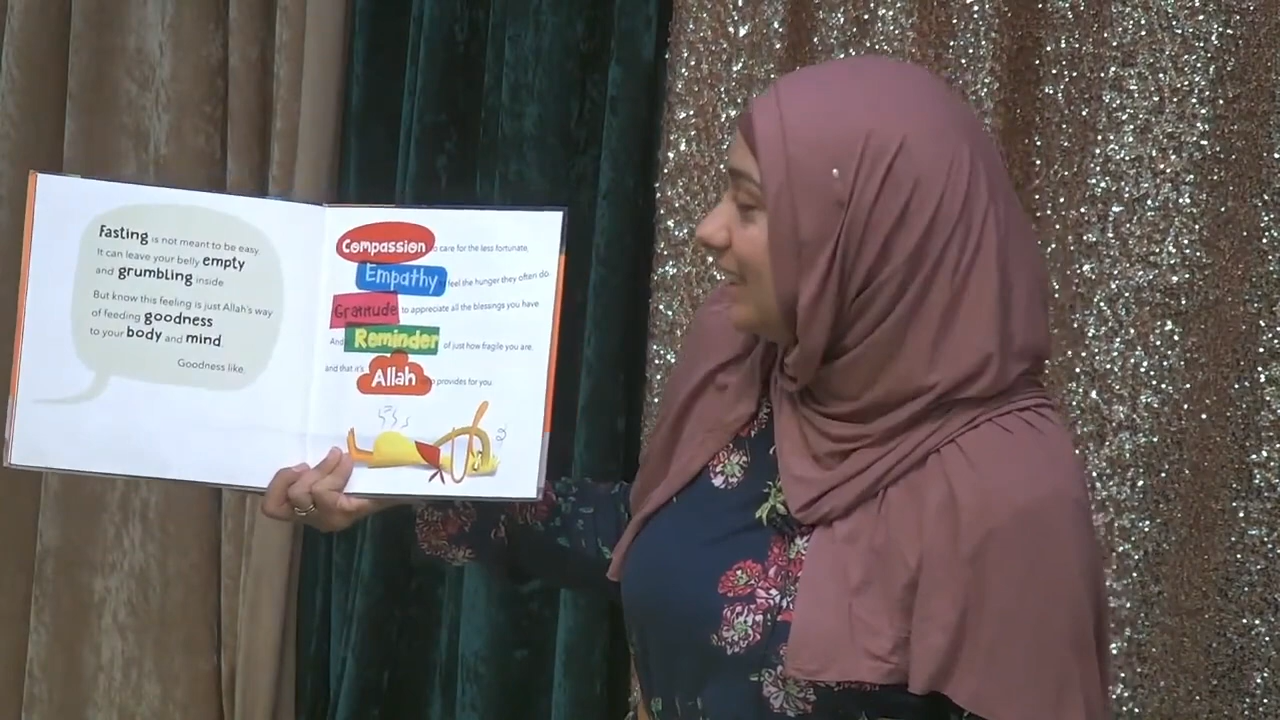 Fasting is not meant to be easy.
It can leave your belly empty
and grumbling inside
But know this feeling is just Allah's way
of feeding goodness
to your body and mind.
Goodness like,
Compassion to care for the less fortunate,
Empathy feel the hunger they often do
Gratitude to appreciate all the blessings you have
And Reminder of just how fragile you are,
and that it's
Allah who provides for you